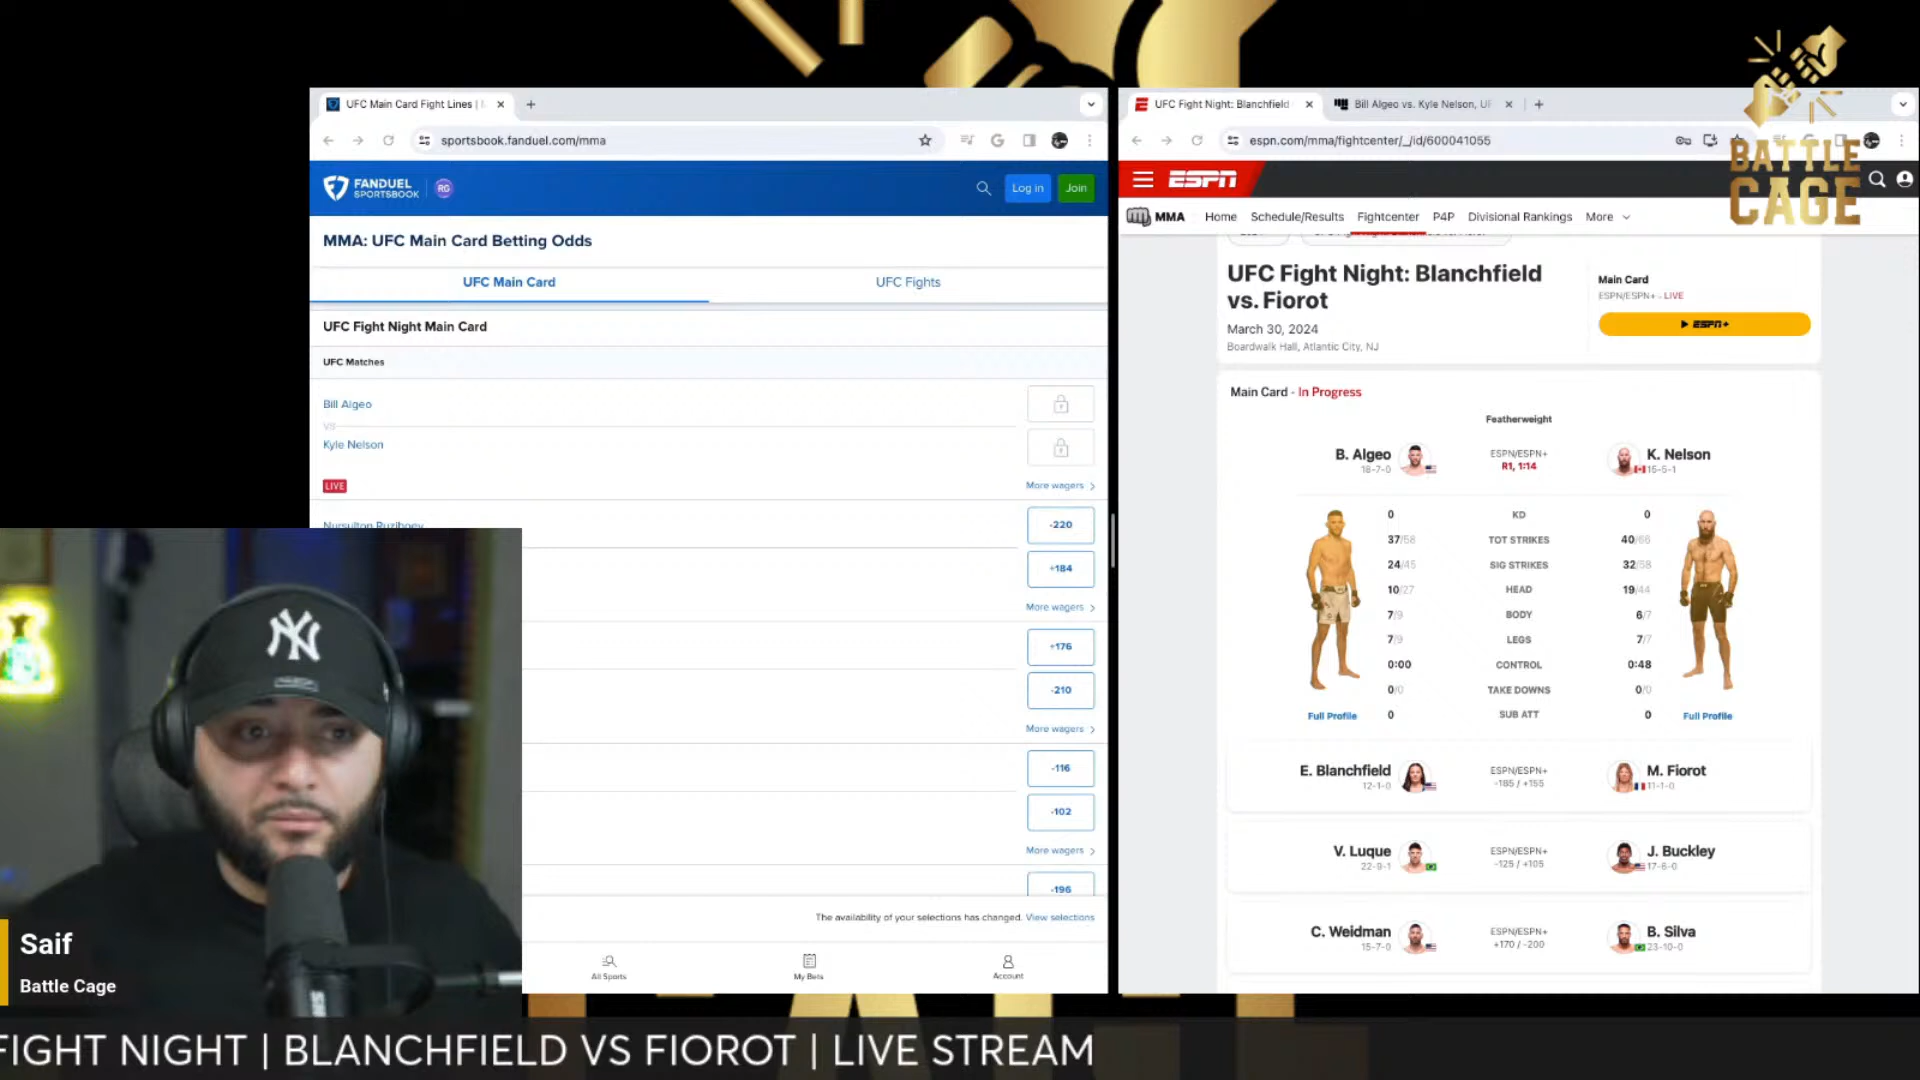 UFC Main Card Fight Lines |
sportsbook.fanduel.com/mma
FANDUEL
SPORTSBOOK
RG
Log in
Join
MMA: UFC Main Card Betting Odds
UFC Main Card
UFC Fights
UFC Fight Night Main Card
UFC Matches
Bill Algeo
VS
Kyle Nelson
LIVE
More wagers >
Nursulton Ruziboev
-220
+184
More wagers >
+176
-210
More wagers >
-116
-102
More wagers >
-196
The availability of your selections has changed. View selections
All Sports
My Bets
Account
UFC Fight Night: Blanchfield
Bill Algeo vs. Kyle Nelson, UF
espn.com/mma/fightcenter/_/id/600041055
BATTLE
CAGE
ESPN
MMA
Home
Schedule/Results
Fightcenter
P4P
Divisional Rankings
More
UFC Fight Night: Blanchfield
vs. Fiorot
March 30, 2024
Boardwalk Hall, Atlantic City, NJ
Main Card
ESPN/ESPN+ - LIVE
ESPN+
Main Card - In Progress
Featherweight
B. Algeo
18-7-0
ESPN/ESPN+
R1, 1:14
K. Nelson
15-5-1
0 KD 0
37/58 TOT STRIKES 40/66
24/45 SIG STRIKES 32/58
10/27 HEAD 19/44
7/9 BODY 6/7
7/9 LEGS 7/7
0:00 CONTROL 0:48
0/0 TAKE DOWNS 0/0
Full Profile 0 SUB ATT 0 Full Profile
E. Blanchfield
12-1-0
ESPN/ESPN+
-185 / +155
M. Fiorot
11-1-0
V. Luque
22-9-1
ESPN/ESPN+
-125 / +105
J. Buckley
17-6-0
C. Weidman
15-7-0
ESPN/ESPN+
+170 / -200
B. Silva
23-10-0
NY
Saif
Battle Cage
FIGHT NIGHT | BLANCHFIELD VS FIOROT | LIVE STREAM